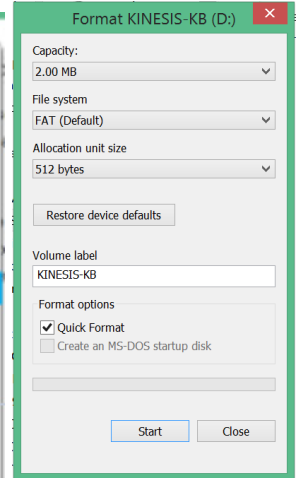 Format KINESIS-KB (D:)
Capacity:
2.00 MB
File system
FAT (Default)
Allocation unit size
512 bytes
Restore device defaults
Volume label
KINESIS-KB
Format options
Quick Format
Create an MS-DOS startup disk
Start Close